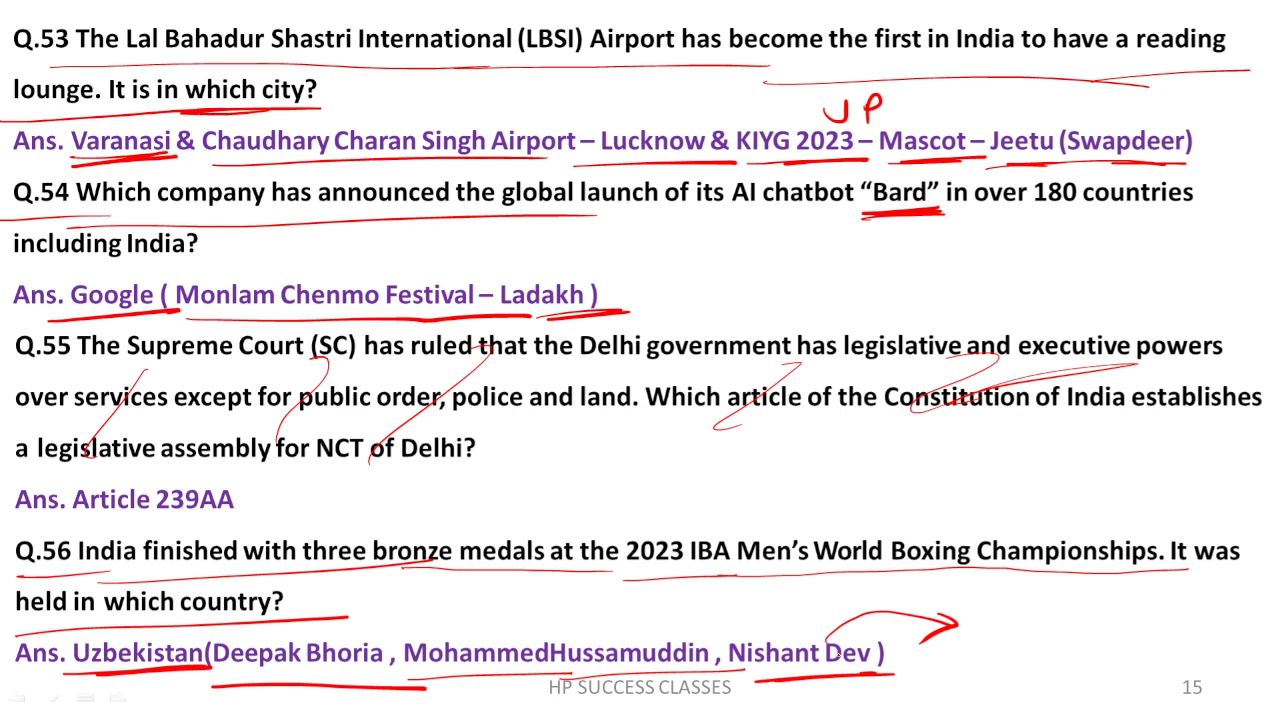 Q.53 The Lal Bahadur Shastri International (LBSI) Airport has become the first in India to have a reading
lounge. It is in which city?
UP
Ans. Varanasi & Chaudhary Charan Singh Airport – Lucknow & KIYG 2023 – Mascot – Jeetu (Swapdeer)
Q.54 Which company has announced the global launch of its AI chatbot “Bard” in over 180 countries
including India?
Ans. Google ( Monlam Chenmo Festival – Ladakh )
Q.55 The Supreme Court (SC) has ruled that the Delhi government has legislative and executive powers
over services except for public order, police and land. Which article of the Constitution of India establishes
a legislative assembly for NCT of Delhi?
Ans. Article 239AA
Q.56 India finished with three bronze medals at the 2023 IBA Men’s World Boxing Championships. It was
held in which country?
Ans. Uzbekistan(Deepak Bhoria , MohammedHussamuddin , Nishant Dev )
HP SUCCESS CLASSES
15